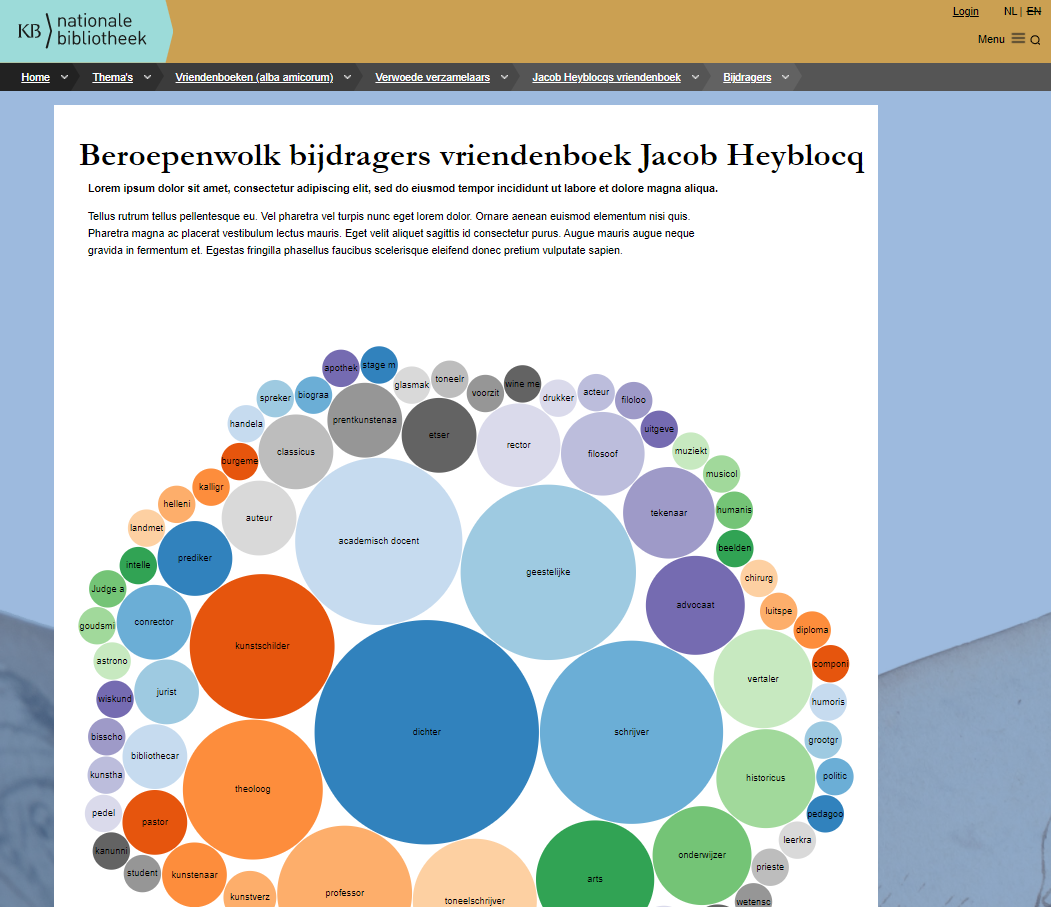 Login NL | EN
KB nationale bibliotheek
Menu
Home Thema's Vriendenboeken (alba amicorum) Verwoede verzamelaars Jacob Heyblocqs vriendenboek Bijdragers
Beroepenwolk bijdragers vriendenboek Jacob Heyblocq
Lorem ipsum dolor sit amet, consectetur adipiscing elit, sed do eiusmod tempor incididunt ut labore et dolore magna aliqua.
Tellus rutrum tellus pellentesque eu. Vel pharetra vel turpis nunc eget lorem dolor. Ornare aenean euismod elementum nisi quis.
Pharetra magna ac placerat vestibulum lectus mauris. Eget velit aliquet sagittis id consectetur purus. Augue mauris augue neque
gravida in fermentum et. Egestas fringilla phasellus faucibus scelerisque eleifend donec pretium vulputate sapien.
apothek
stage m
glasmak
toneelr
voorzit
wine me
drukker
acteur
filoloo
spreker
biograa
handela
prentkunstenaa
etser
rector
filosoof
uitgeve
classicus
muziekt
burgeme
musicol
kalligr
helleni
auteur
tekenaar
humanis
landmet
academisch docent
beelden
prediker
intelle
geestelijke
chirurg
Judge a
advocaat
luitspe
goudsmi
conrector
diploma
kunstschilder
astrono
componi
vertaler
wiskund
jurist
humoris
bisscho
dichter
schrijver
grootgr
bibliothecar
kunstha
historicus
politic
theoloog
pedel
pastor
pedagoo
leerkra
kanunni
onderwijzer
prieste
student
kunstenaar
arts
kunstverz
professor
toneelschrijver
wetensc